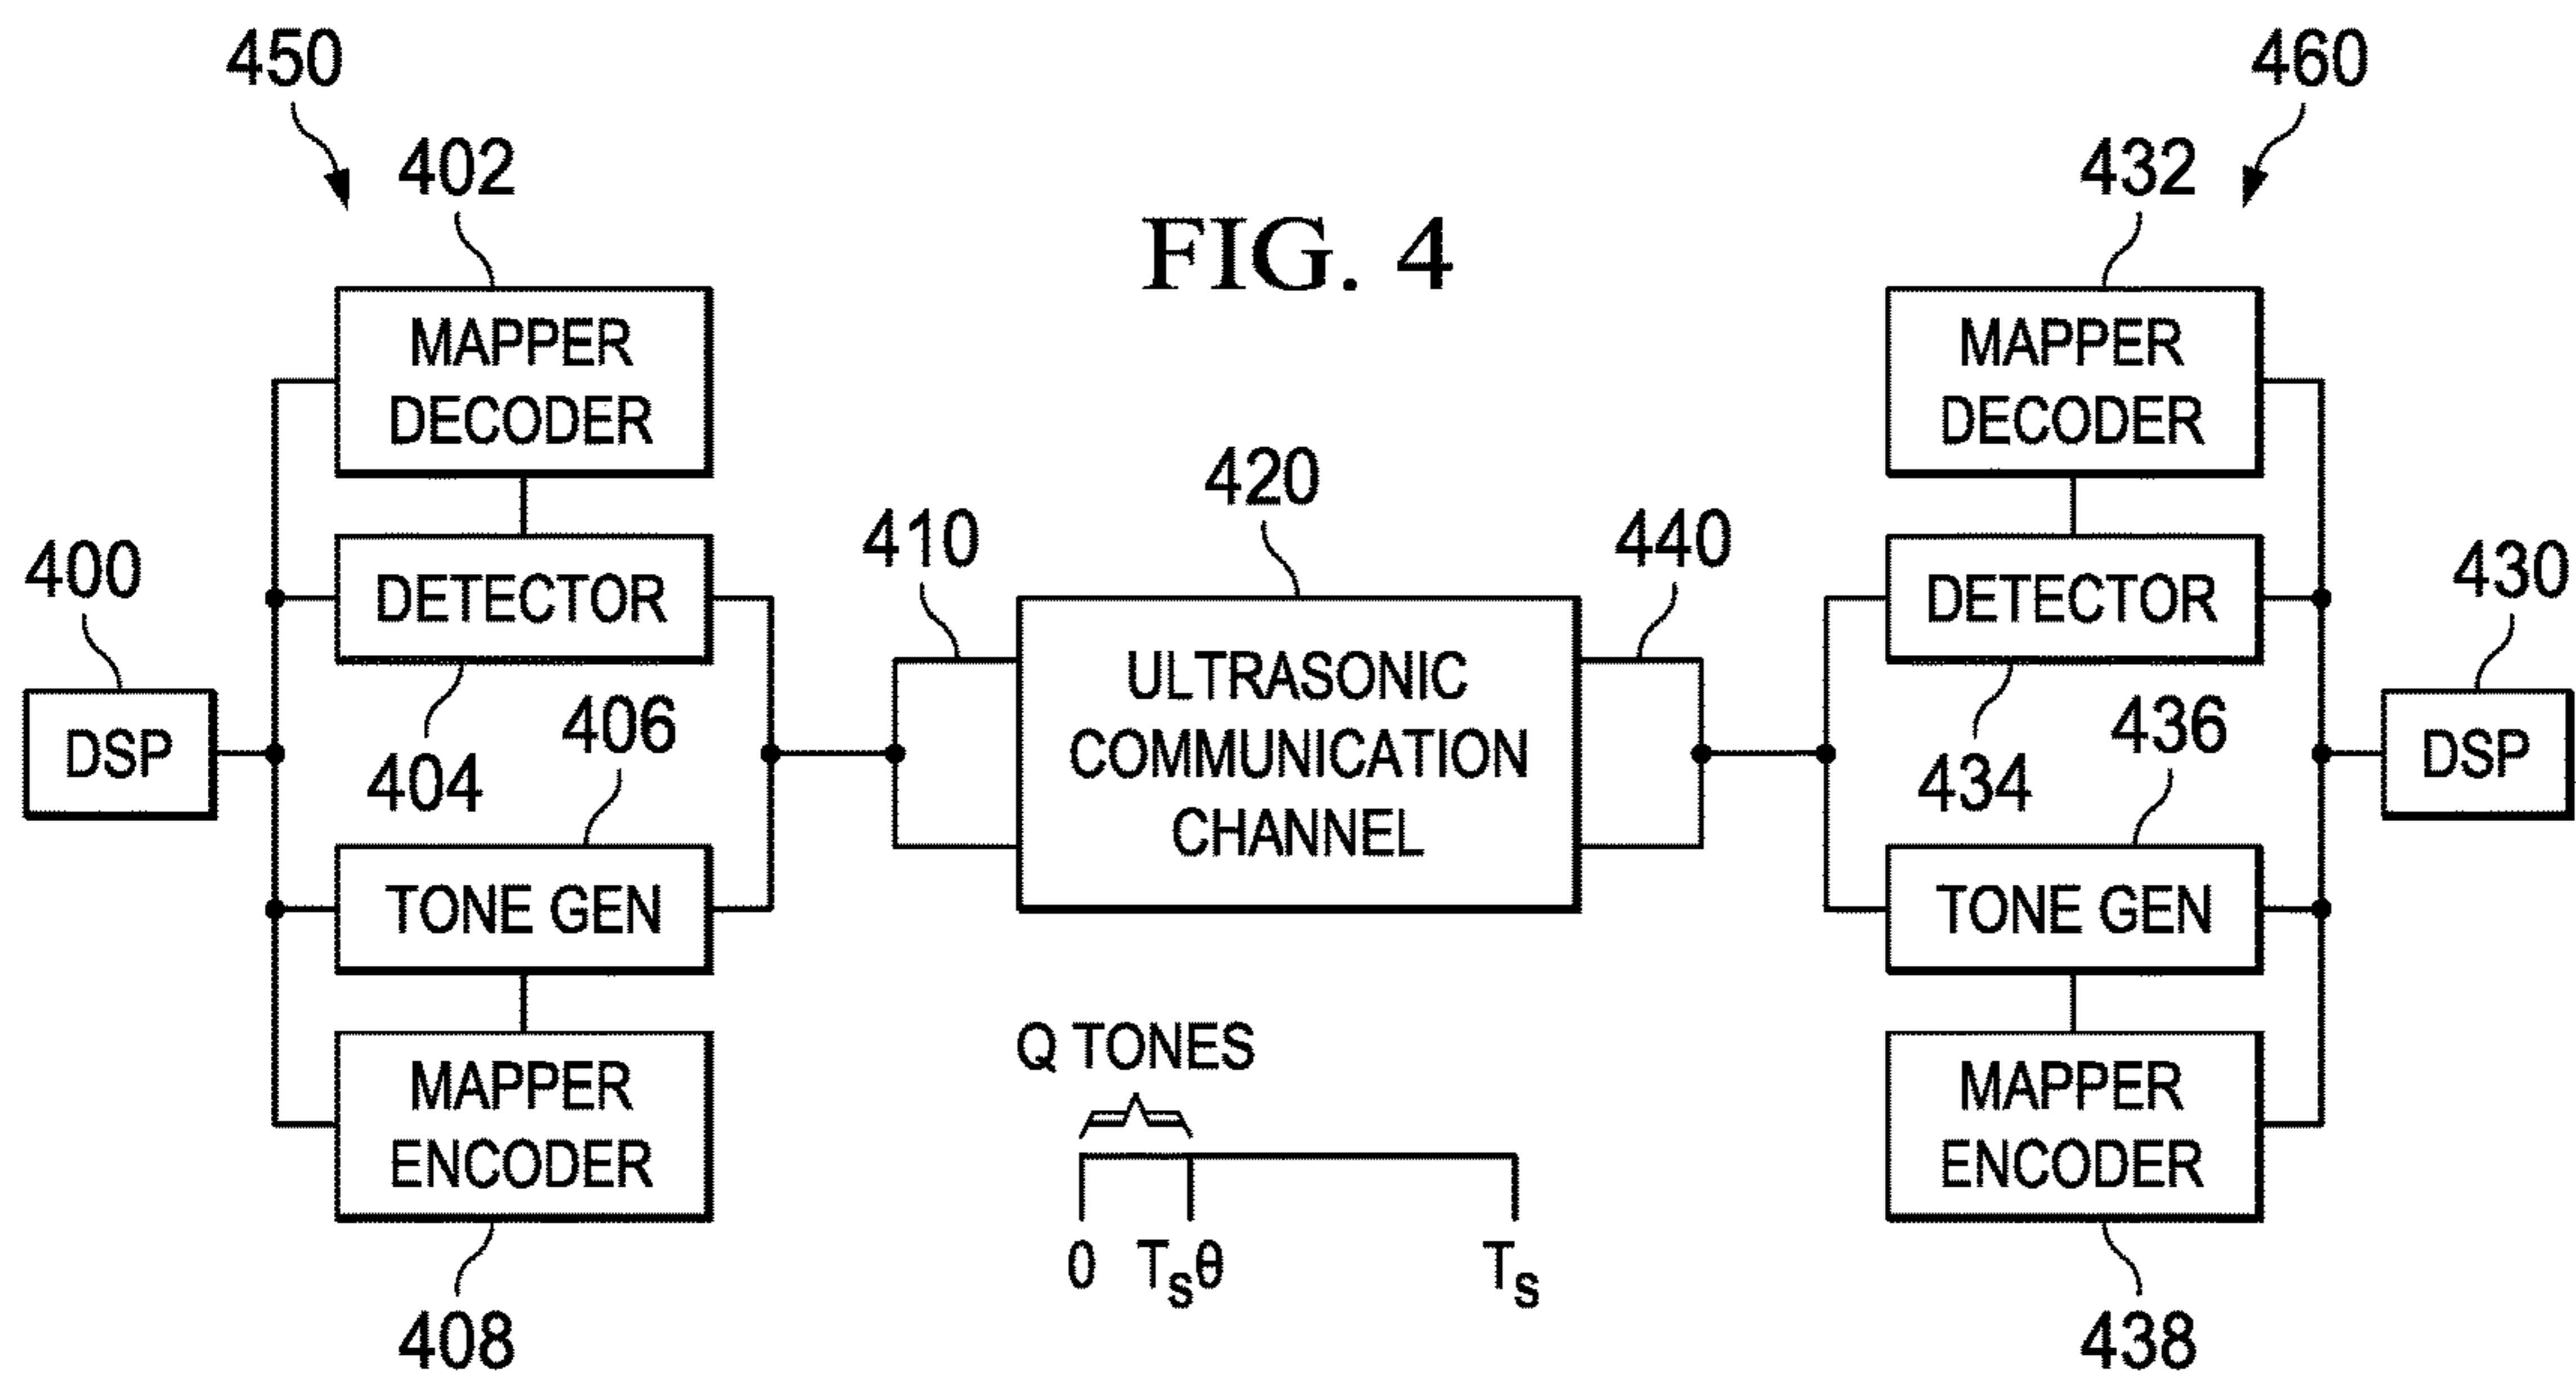 450
460
402
432
FIG. 4
MAPPER
DECODER
MAPPER
DECODER
420
410
440
400
430
DETECTOR
DETECTOR
406
436
404
434
DSP
DSP
ULTRASONIC
COMMUNICATION
CHANNEL
TONE GEN
TONE GEN
Q TONES
MAPPER
ENCODER
MAPPER
ENCODER
0 Tsθ Ts
408
438